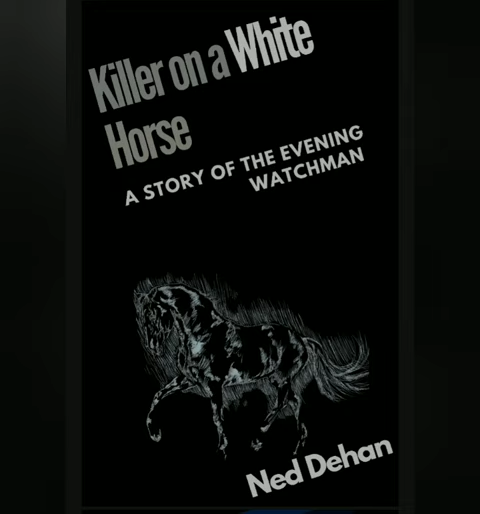 Killer on a White
Horse
A STORY OF THE EVENING
WATCHMAN
Ned Dehan